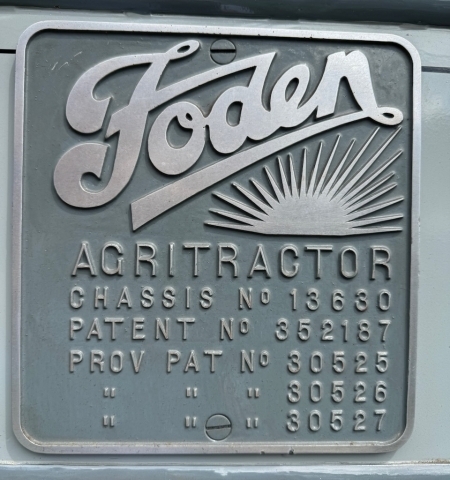 Foden
AGRITRACTOR
CHASSIS No 13630
PATENT No 352187
PROV PAT No 30525
" " " 30526
" " " 30527